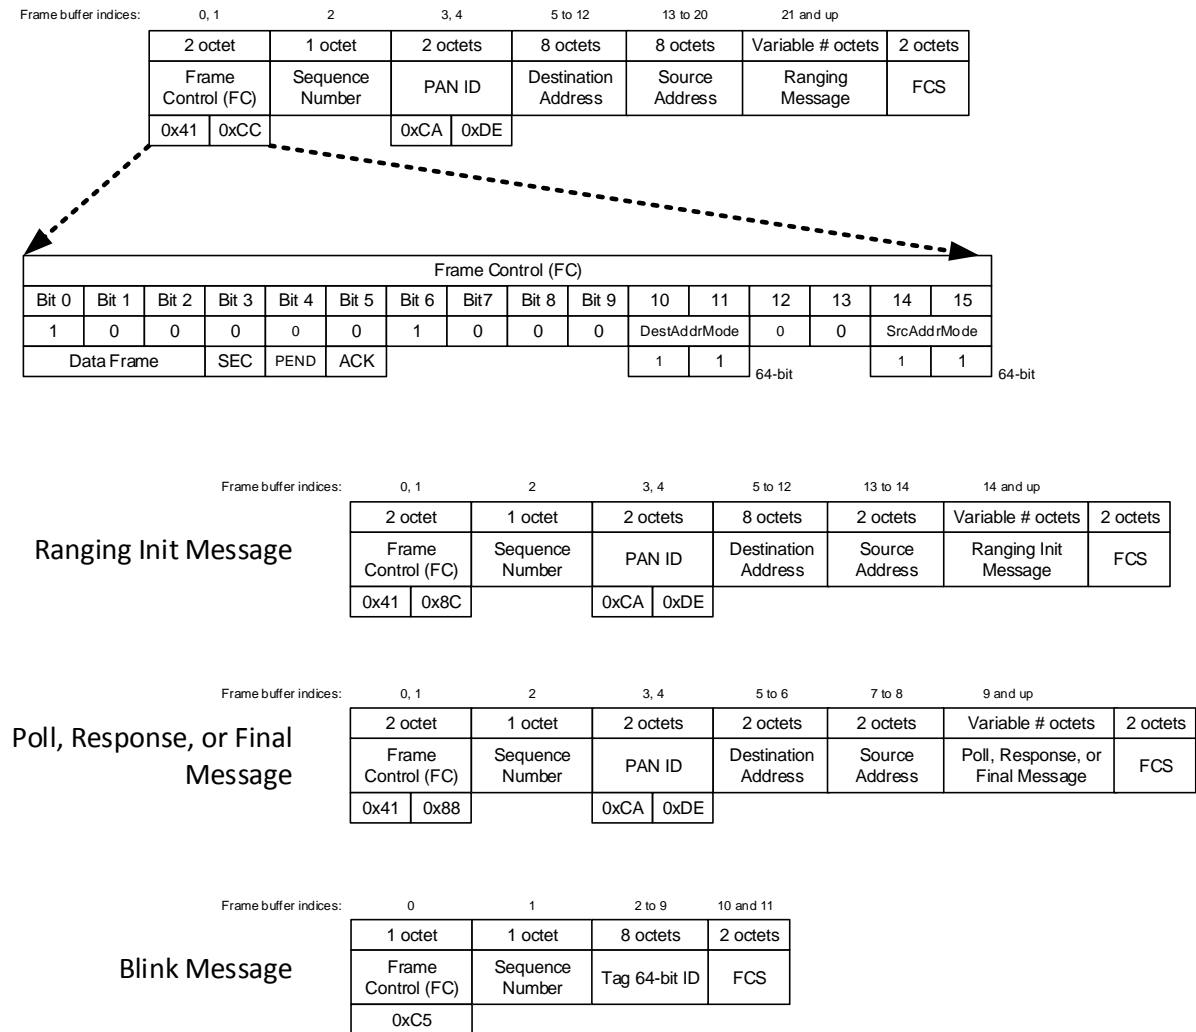 Frame buffer indices: 0, 1 2 3, 4 5 to 12 13 to 20 21 and up
2 octet 1 octet 2 octets 8 octets 8 octets Variable # octets 2 octets
Frame Control (FC) Sequence Number PAN ID Destination Address Source Address Ranging Message FCS
0x41 0xCC 0xCA 0xDE
Frame Control (FC)
Bit 0 Bit 1 Bit 2 Bit 3 Bit 4 Bit 5 Bit 6 Bit7 Bit 8 Bit 9 10 11 12 13 14 15
1 0 0 0 0 0 1 0 0 0 DestAddrMode 0 0 SrcAddrMode
Data Frame SEC PEND ACK 1 1 64-bit 1 1 64-bit
Frame buffer indices: 0, 1 2 3, 4 5 to 12 13 to 14 14 and up
Ranging Init Message
2 octet 1 octet 2 octets 8 octets 2 octets Variable # octets 2 octets
Frame Control (FC) Sequence Number PAN ID Destination Address Source Address Ranging Init Message FCS
0x41 0x8C 0xCA 0xDE
Frame buffer indices: 0, 1 2 3, 4 5 to 6 7 to 8 9 and up
Poll, Response, or Final
Message
2 octet 1 octet 2 octets 2 octets 2 octets Variable # octets 2 octets
Frame Control (FC) Sequence Number PAN ID Destination Address Source Address Poll, Response, or Final Message FCS
0x41 0x88 0xCA 0xDE
Frame buffer indices: 0 1 2 to 9 10 and 11
Blink Message
1 octet 1 octet 8 octets 2 octets
Frame Control (FC) Sequence Number Tag 64-bit ID FCS
0xC5